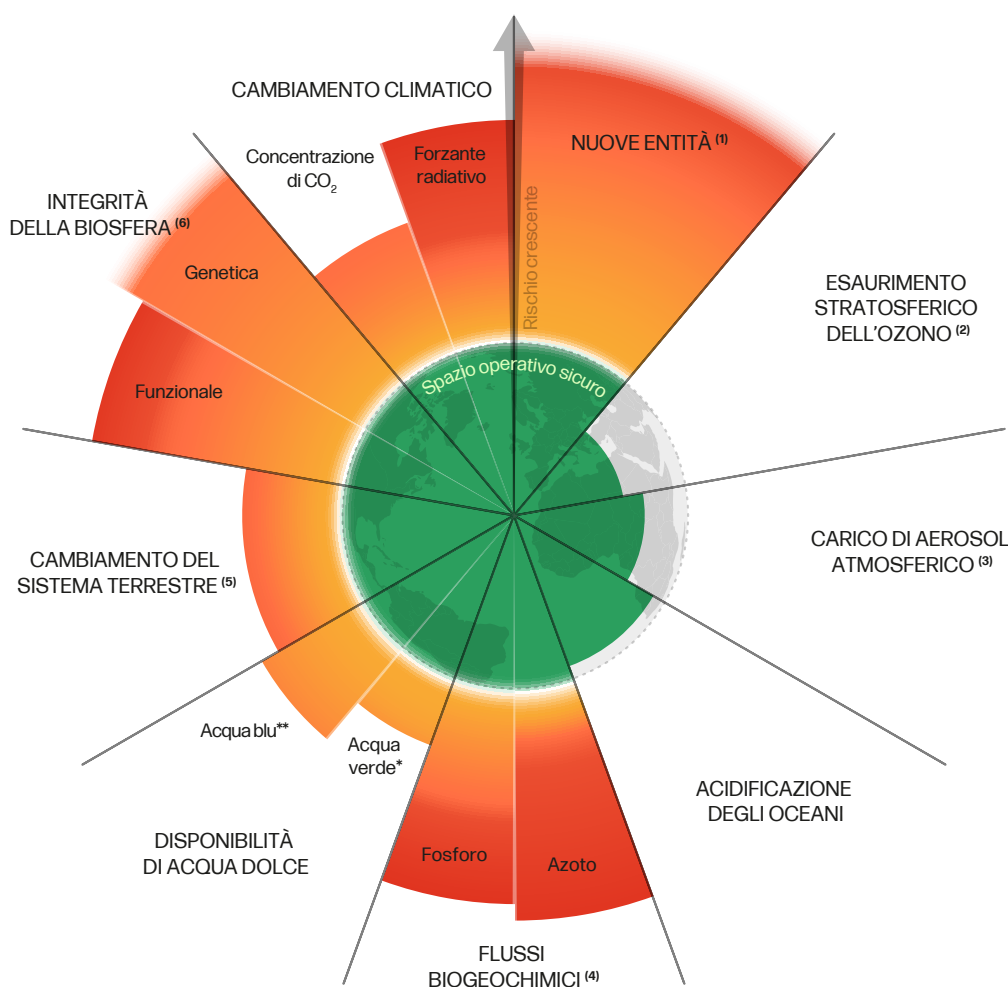 CAMBIAMENTO CLIMATICO
Concentrazione
di CO₂
Forzante
radiativo
NUOVE ENTITÀ (1)
Rischio crescente
INTEGRITÀ
DELLA BIOSFERA (6)
Genetica
Funzionale
ESAURIMENTO
STRATOSFERICO
DELL'OZONO (2)
Spazio operativo sicuro
CARICO DI AEROSOL
ATMOSFERICO (3)
CAMBIAMENTO DEL
SISTEMA TERRESTRE (5)
Acqua blu**
Acqua
verde*
DISPONIBILITÀ
DI ACQUA DOLCE
ACIDIFICAZIONE
DEGLI OCEANI
Fosforo
Azoto
FLUSSI
BIOGEOCHIMICI (4)